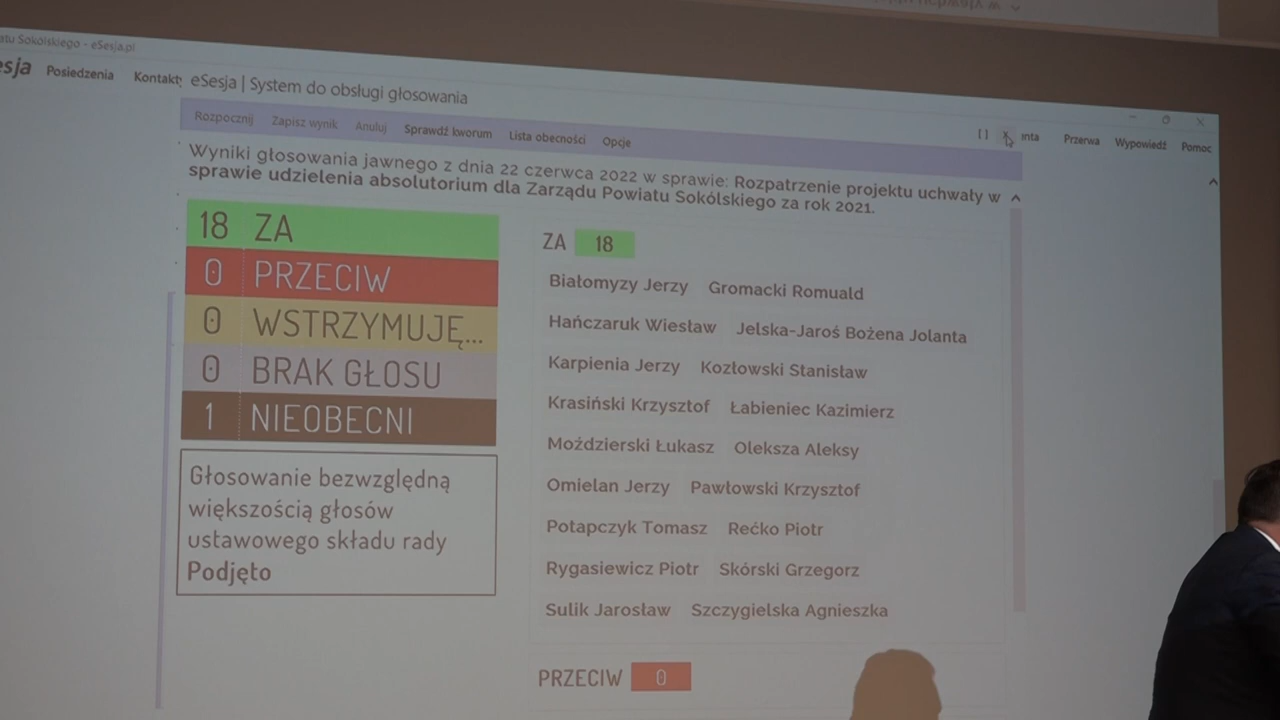 atu Sokólskiego - eSesja.pl
esja Posiedzenia Kontakt eSesja | System do obsługi głosowania
Rozpocznij Zapisz wynik Anuluj Sprawdź kworum Lista obecności Opcje [ ] x nta Przerwa Wypowiedź Pomoc
Wyniki głosowania jawnego z dnia 22 czerwca 2022 w sprawie: Rozpatrzenie projektu uchwały w
sprawie udzielenia absolutorium dla Zarządu Powiatu Sokólskiego za rok 2021.
18 ZA
0 PRZECIW
0 WSTRZYMUJĘ...
0 BRAK GŁOSU
1 NIEOBECNI
Głosowanie bezwzględną
większością głosów
ustawowego składu rady
Podjęto
ZA 18
Białomyzy Jerzy Gromacki Romuald
Hańczaruk Wiesław Jelska-Jaroś Bożena Jolanta
Karpienia Jerzy Kozłowski Stanisław
Krasiński Krzysztof Łabieniec Kazimierz
Moździerski Łukasz Oleksza Aleksy
Omielan Jerzy Pawłowski Krzysztof
Potapczyk Tomasz Rećko Piotr
Rygasiewicz Piotr Skórski Grzegorz
Sulik Jarosław Szczygielska Agnieszka
PRZECIW 0